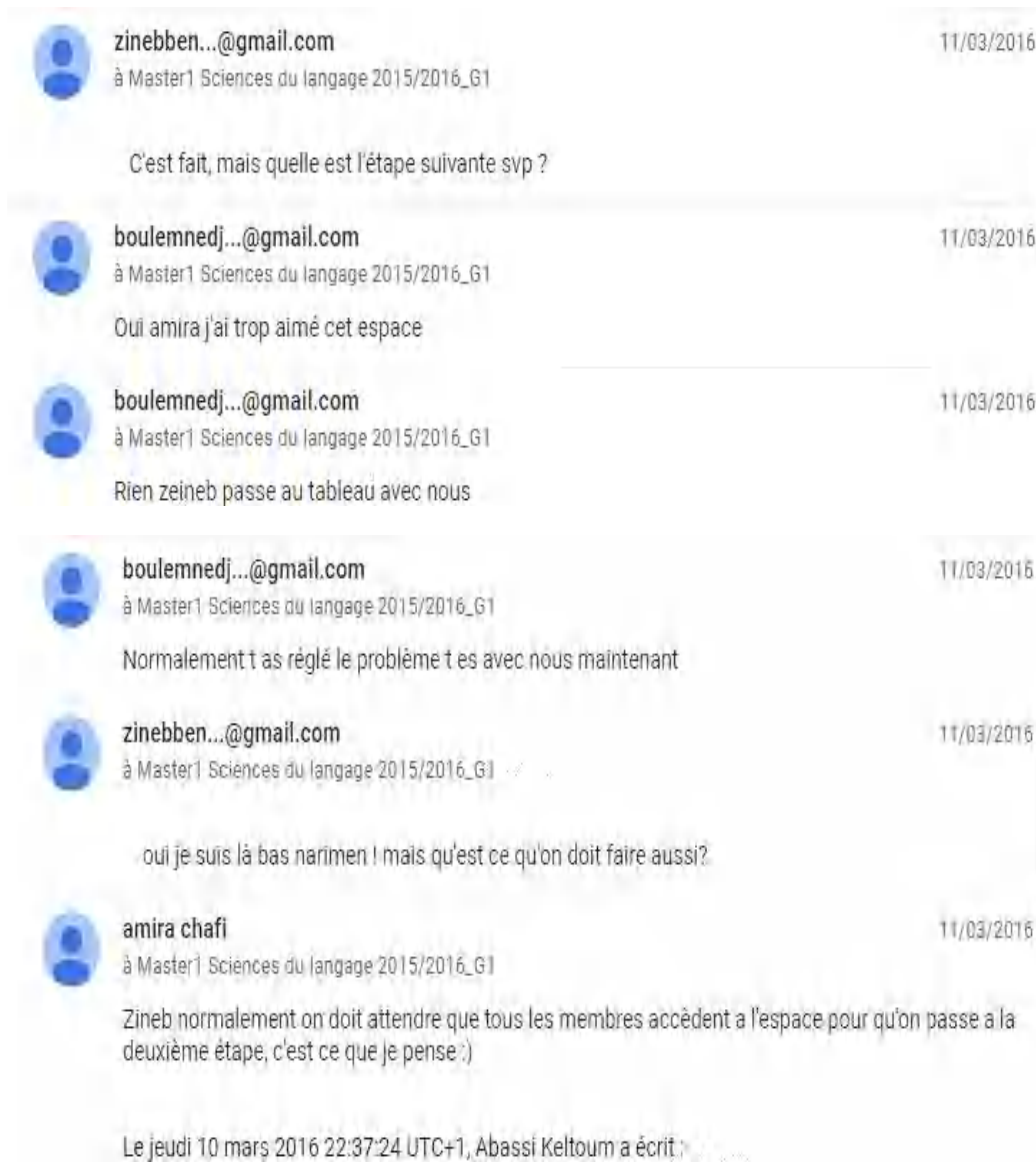 zinebben...@gmail.com 11/03/2016
à Master1 Sciences du langage 2015/2016_G1
C'est fait, mais quelle est l'étape suivante svp ?
boulemnedj...@gmail.com 11/03/2016
à Master1 Sciences du langage 2015/2016_G1
Oui amira j'ai trop aimé cet espace
boulemnedj...@gmail.com 11/03/2016
à Master1 Sciences du langage 2015/2016_G1
Rien zeineb passe au tableau avec nous
boulemnedj...@gmail.com 11/03/2016
à Master1 Sciences du langage 2015/2016_G1
Normalement t as réglé le problème t es avec nous maintenant
zinebben...@gmail.com 11/03/2016
à Master1 Sciences du langage 2015/2016_G1
oui je suis là bas narimen ! mais qu'est ce qu'on doit faire aussi?
amira chafi 11/03/2016
à Master1 Sciences du langage 2015/2016_G1
Zineb normalement on doit attendre que tous les membres accèdent a l'espace pour qu'on passe a la
deuxième étape, c'est ce que je pense :)
Le jeudi 10 mars 2016 22:37:24 UTC+1, Abassi Keltoum a écrit :